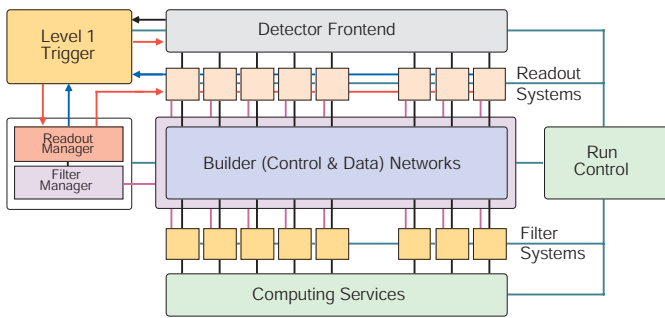 Level 1
Trigger
Detector Frontend
Readout
Systems
Readout
Manager
Filter
Manager
Builder (Control & Data) Networks
Run
Control
Filter
Systems
Computing Services